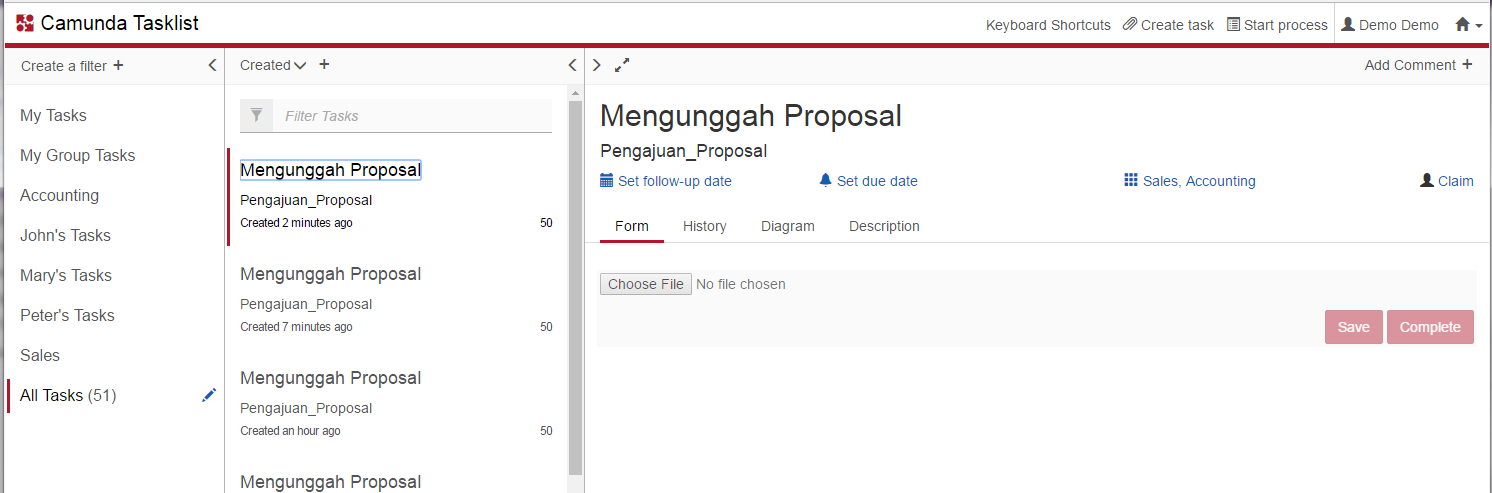 Camunda Tasklist
Keyboard Shortcuts Create task Start process Demo Demo
Create a filter +
My Tasks
My Group Tasks
Accounting
John's Tasks
Mary's Tasks
Peter's Tasks
Sales
All Tasks (51)
Created +
Filter Tasks
Mengunggah Proposal
Pengajuan_Proposal
Created 2 minutes ago 50
Mengunggah Proposal
Pengajuan_Proposal
Created 7 minutes ago 50
Mengunggah Proposal
Pengajuan_Proposal
Created an hour ago 50
Mengunggah Proposal
Add Comment +
Mengunggah Proposal
Pengajuan_Proposal
Set follow-up date Set due date Sales, Accounting Claim
Form History Diagram Description
Choose File No file chosen
Save Complete